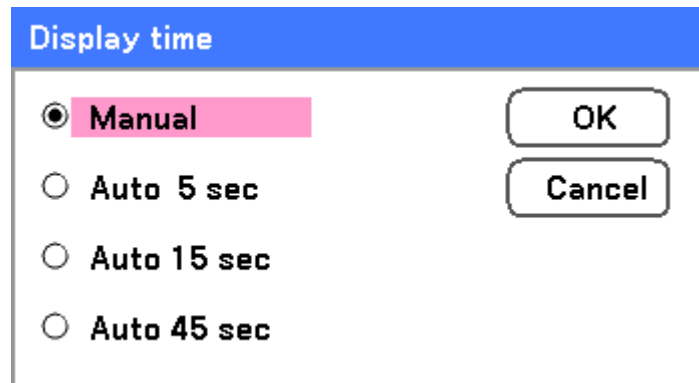 Display time
Manual
OK
Auto 5 sec
Cancel
Auto 15 sec
Auto 45 sec